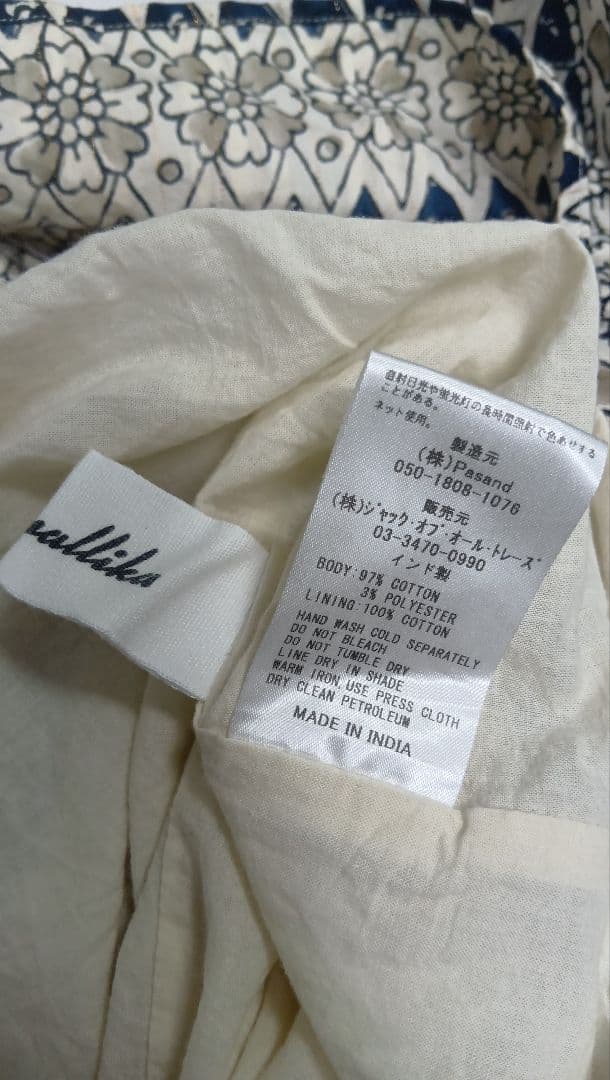 直射日光や蛍光灯の長時間照射で色あせする
ことがある。
ネット使用。
製造元
(株)Pasand
050-1808-1076
販売元
(株)ジャック・オブ・オール・トレーズ
03-3470-0990
インド製
BODY:97% COTTON
3% POLYESTER
LINING:100% COTTON
HAND WASH COLD SEPARATELY
DO NOT BLEACH
DO NOT TUMBLE DRY
LINE DRY IN SHADE
WARM IRON,USE PRESS CLOTH
DRY CLEAN PETROLEUM
MADE IN INDIA